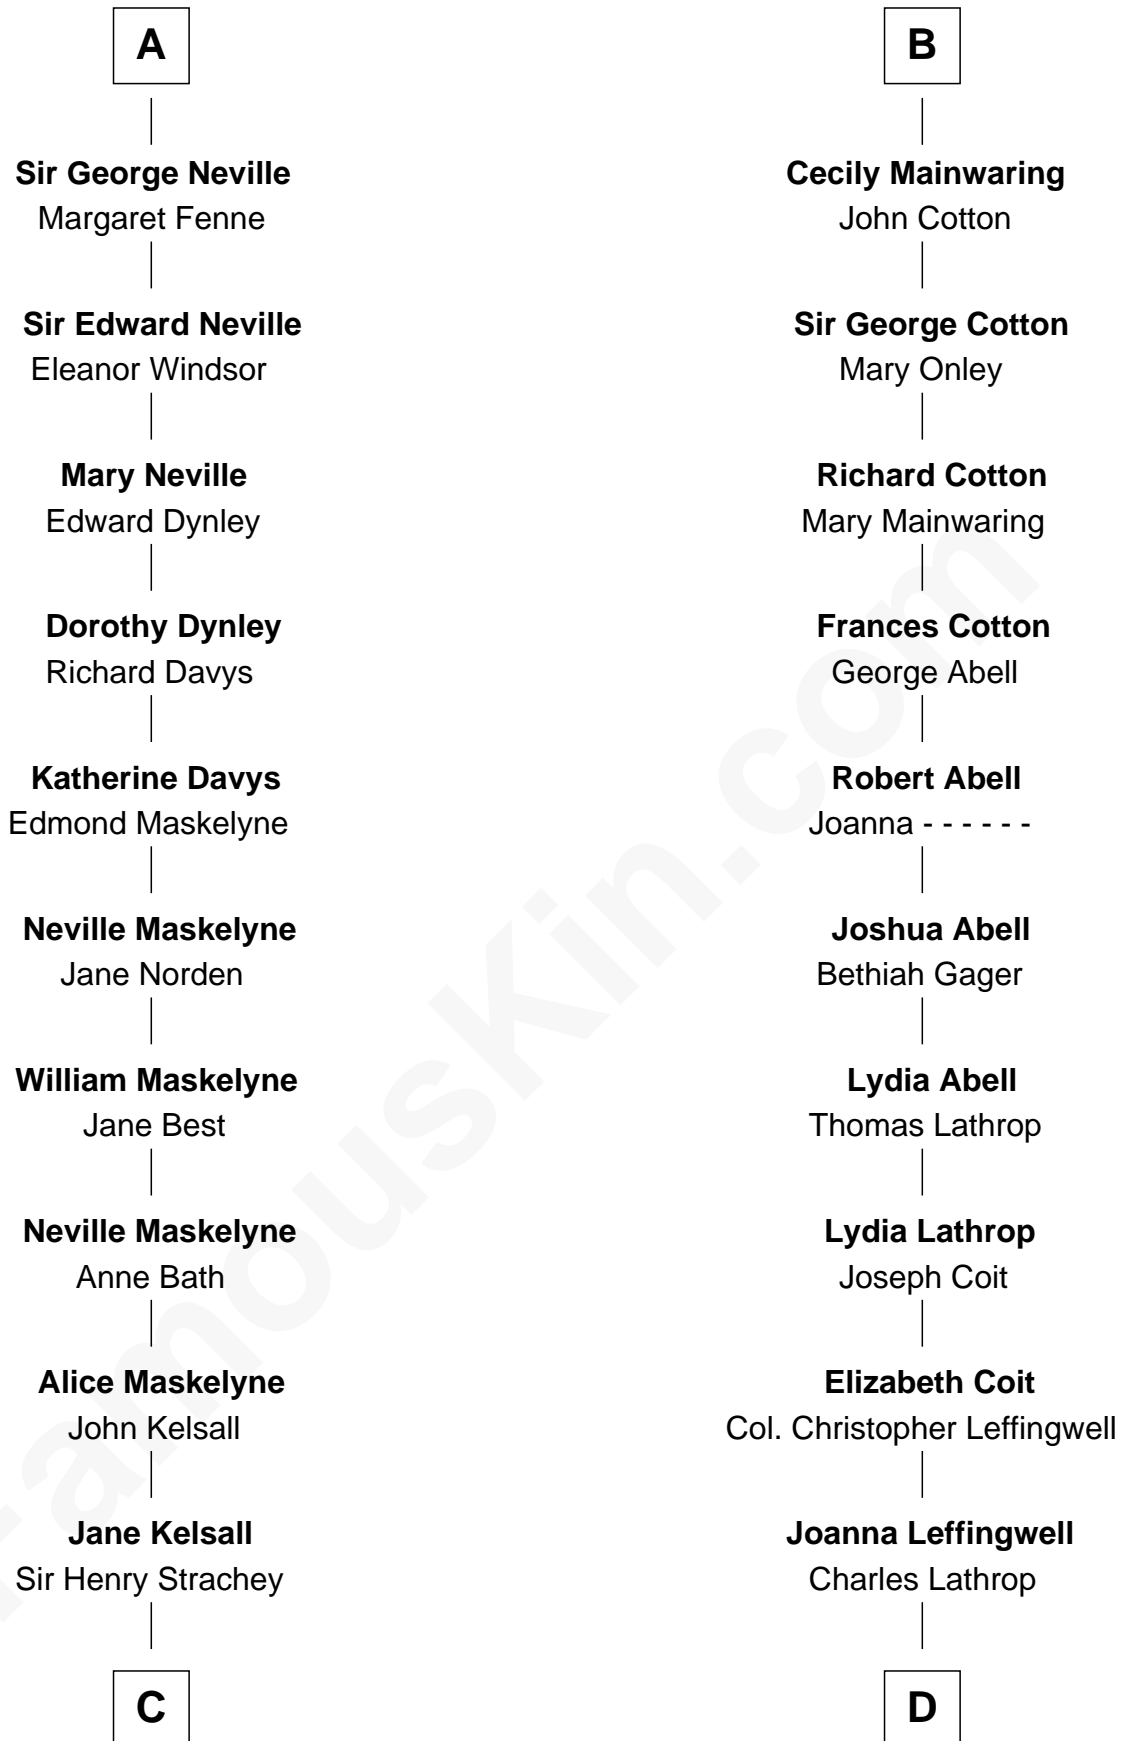 A
Sir George Neville
Margaret Fenne
Sir Edward Neville
Eleanor Windsor
Mary Neville
Edward Dynley
Dorothy Dynley
Richard Davys
Katherine Davys
Edmond Maskelyne
Neville Maskelyne
Jane Norden
William Maskelyne
Jane Best
Neville Maskelyne
Anne Bath
Alice Maskelyne
John Kelsall
Jane Kelsall
Sir Henry Strachey
C
B
Cecily Mainwaring
John Cotton
Sir George Cotton
Mary Onley
Richard Cotton
Mary Mainwaring
Frances Cotton
George Abell
Robert Abell
Joanna - - - - - -
Joshua Abell
Bethiah Gager
Lydia Abell
Thomas Lathrop
Lydia Lathrop
Joseph Coit
Elizabeth Coit
Col. Christopher Leffingwell
Joanna Leffingwell
Charles Lathrop
D
FamousKin.com